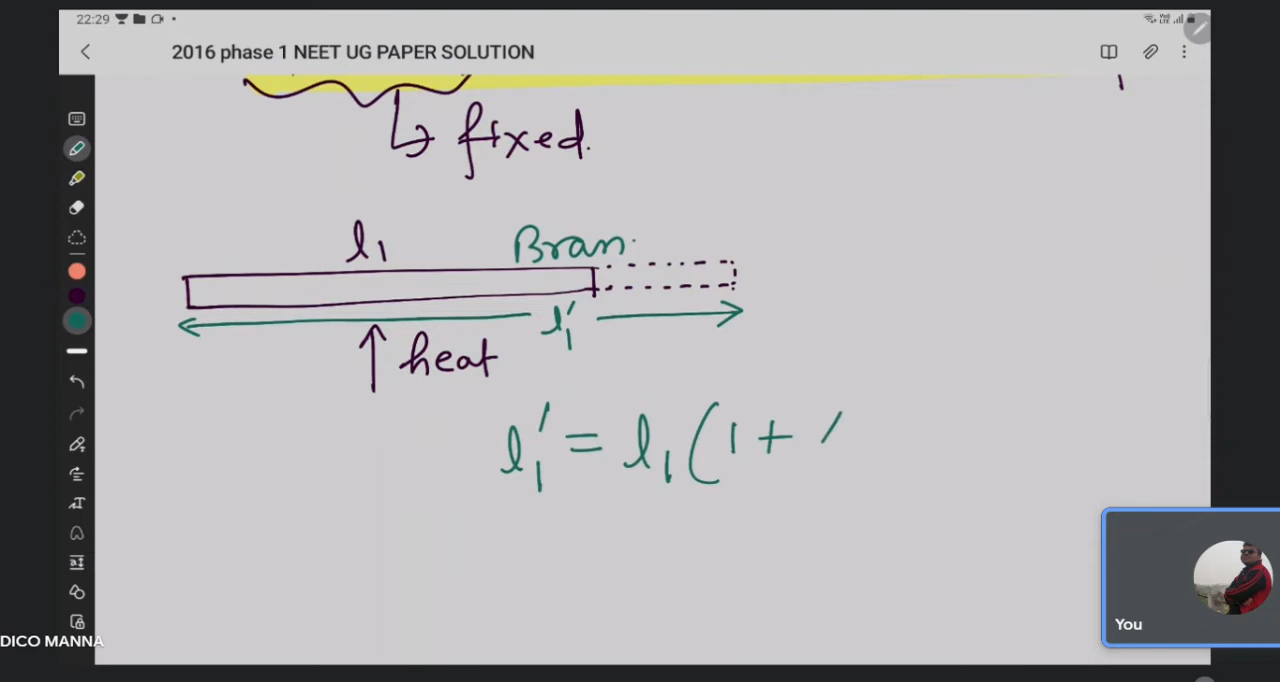 22:29
2016 phase 1 NEET UG PAPER SOLUTION
↳ fixed.
l₁ Brass.
l₁′
↑ heat
l₁′ = l₁ (1 +
You
DICO MANNA